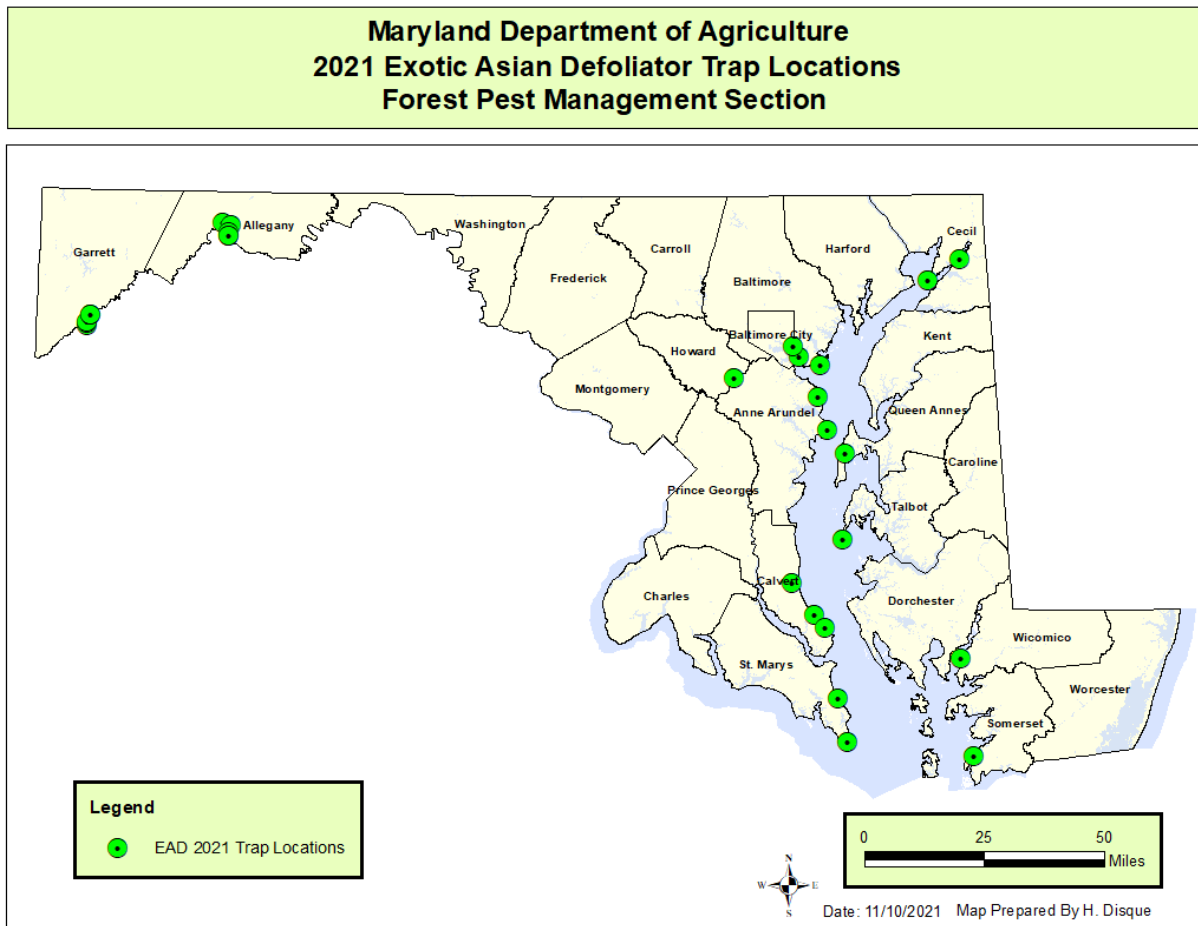 Maryland Department of Agriculture
2021 Exotic Asian Defoliator Trap Locations
Forest Pest Management Section
Garrett
Allegany
Washington
Frederick
Carroll
Baltimore
Harford
Cecil
Baltimore City
Howard
Kent
Montgomery
Anne Arundel
Queen Annes
Caroline
Prince Georges
Talbot
Calvert
Charles
Dorchester
Wicomico
St. Marys
Worcester
Somerset
Legend
EAD 2021 Trap Locations
0 25 50
Miles
N
W E
S
Date: 11/10/2021 Map Prepared By H. Disque